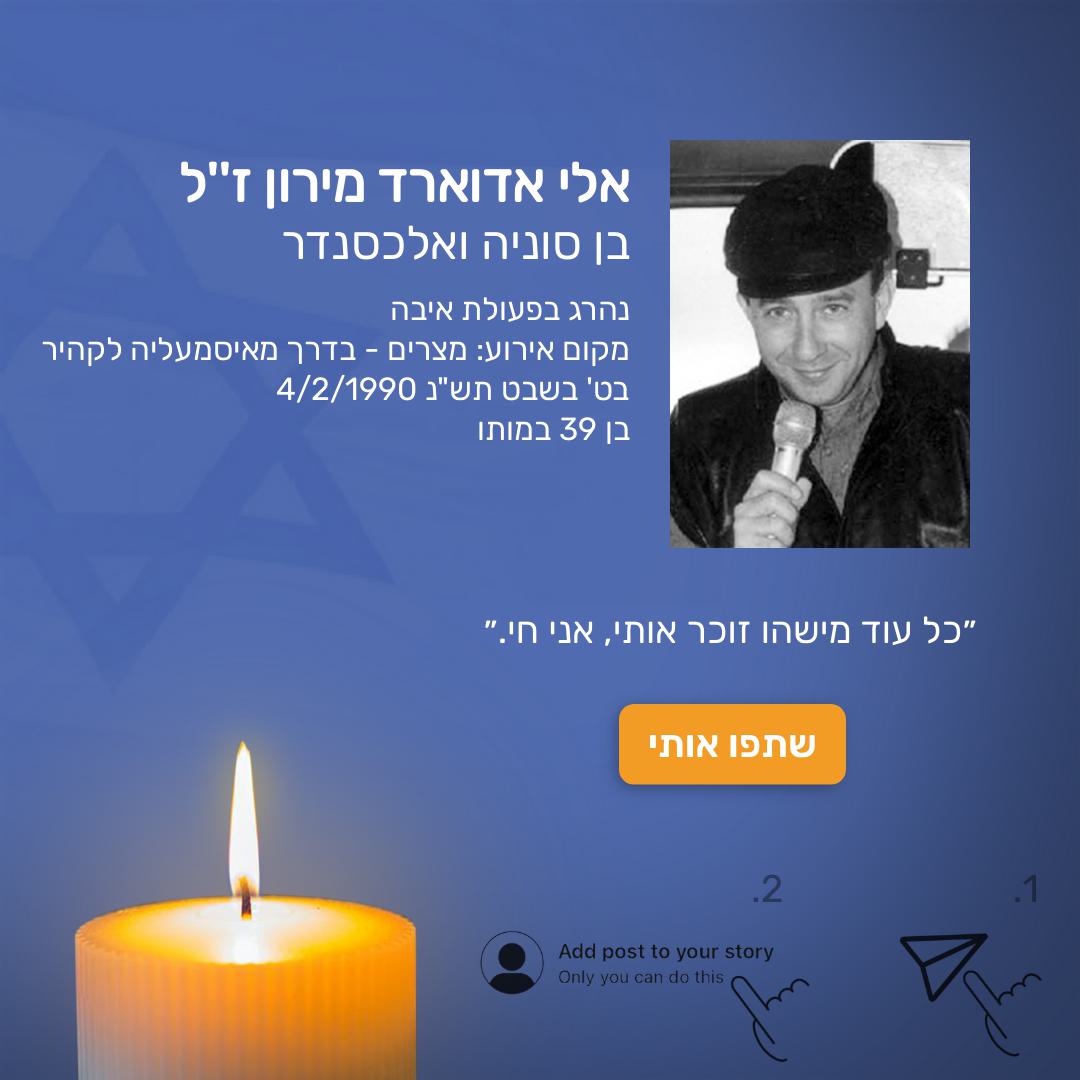 אלי אדוארד מירון ז"ל
בן סוניה ואלכסנדר
נהרג בפעולת איבה
מקום אירוע: מצרים - בדרך מאיסמעליה לקהיר
בט' בשבט תש"נ 4/2/1990
בן 39 במותו
״כל עוד מישהו זוכר אותי, אני חי.״
שתפו אותי
1.
2.
Add post to your story
Only you can do this